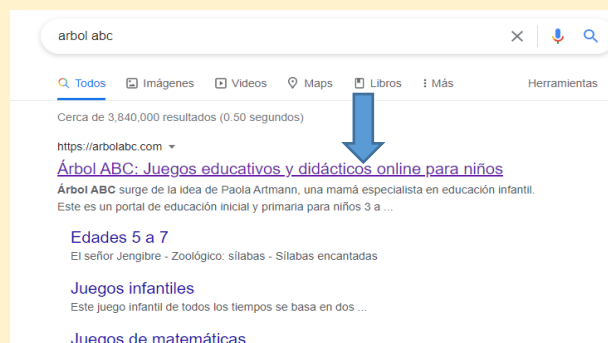 arbol abc
Todos Imágenes Videos Maps Libros Más Herramientas
Cerca de 3,840,000 resultados (0.50 segundos)
https://arbolabc.com
Árbol ABC: Juegos educativos y didácticos online para niños
Árbol ABC surge de la idea de Paola Artmann, una mamá especialista en educación infantil.
Este es un portal de educación inicial y primaria para niños 3 a ...
Edades 5 a 7
El señor Jengibre - Zoológico: sílabas - Sílabas encantadas
Juegos infantiles
Este juego infantil de todos los tiempos se basa en dos ...
Juegos de matemáticas